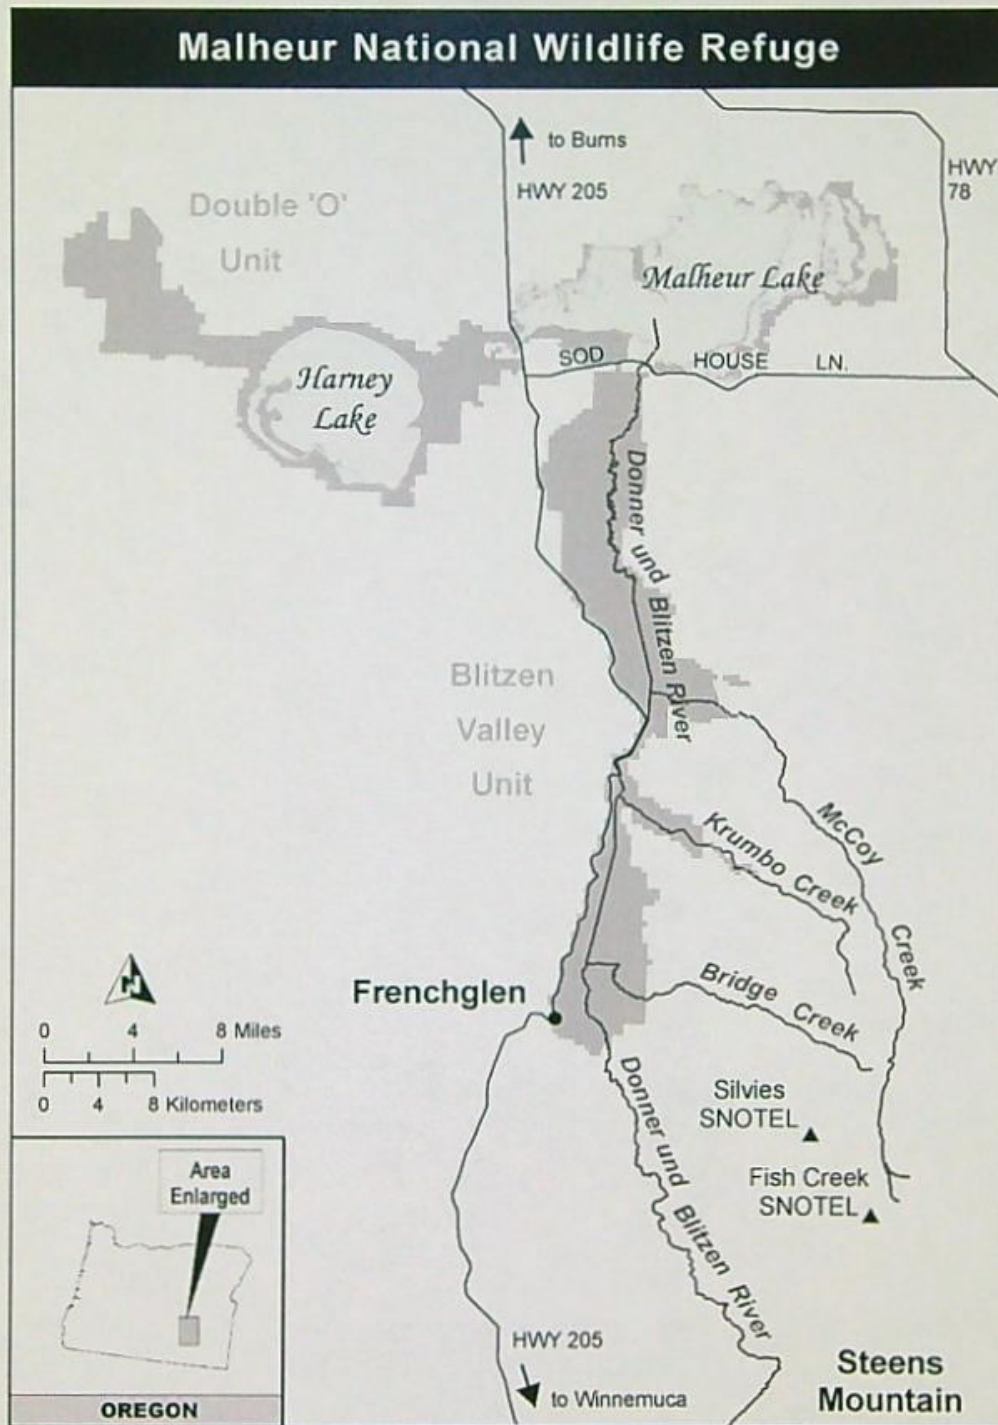 Malheur National Wildlife Refuge
to Burns
HWY 205
HWY
78
Double 'O'
Unit
Malheur Lake
SOD HOUSE LN.
Harney
Lake
Donner und Blitzen River
Blitzen
Valley
Unit
McCoy Creek
Krumbo Creek
Bridge Creek
Frenchglen
N
0 4 8 Miles
0 4 8 Kilometers
Silvies
SNOTEL
Fish Creek
SNOTEL
Donner und Blitzen River
Area
Enlarged
OREGON
HWY 205
to Winnemuca
Steens
Mountain